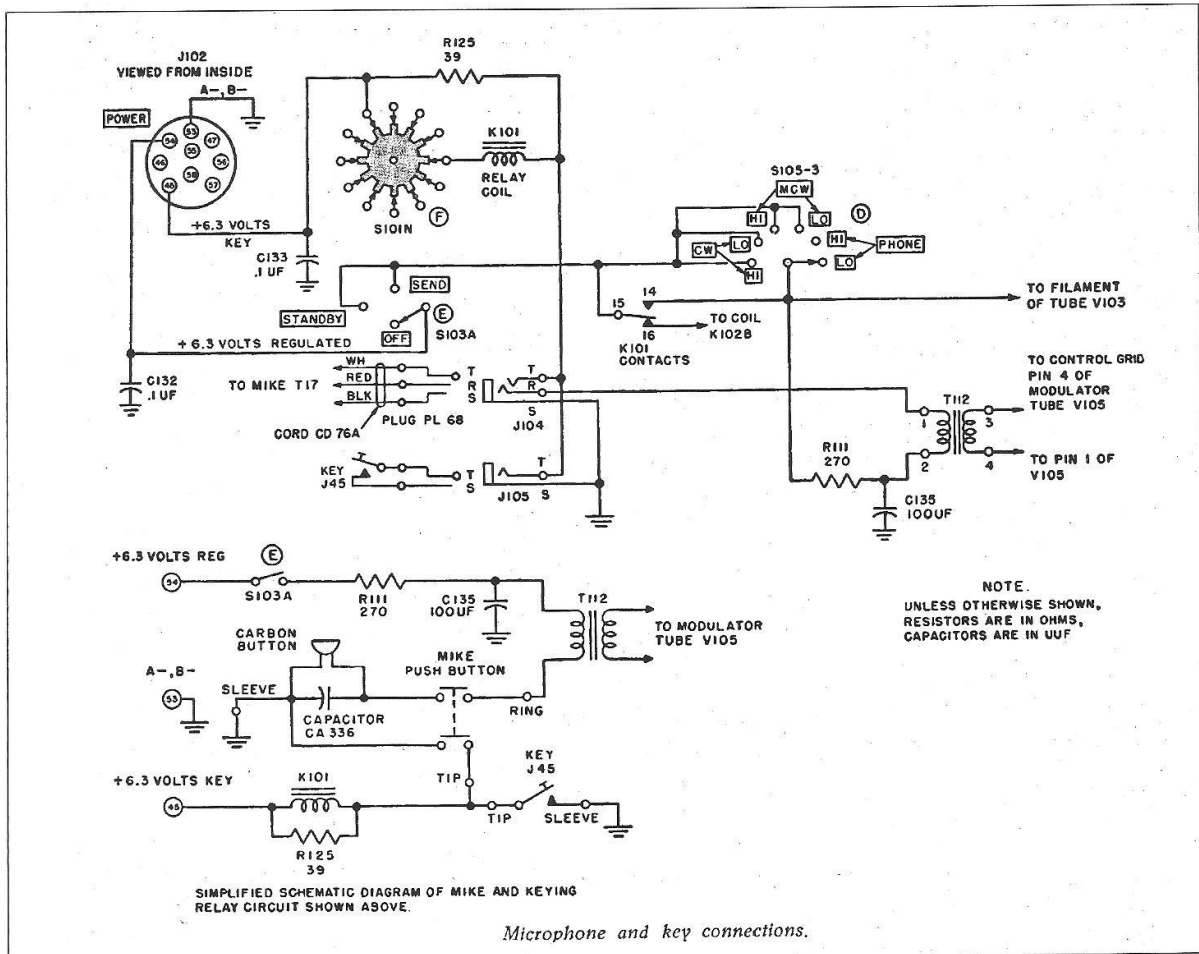 J102
VIEWED FROM INSIDE
A-, B-
POWER
53
54
47
55
46
56
58
45
57
+6.3 VOLTS
KEY
C133
.1 UF
R125
39
K101
RELAY
COIL
S101N
F
S105-3
MCW
HI
LO
D
HI
PHONE
LO
CW
LO
HI
SEND
STANDBY
E
OFF
S103A
+6.3 VOLTS REGULATED
C132
.1 UF
15
14
16
TO COIL
K102B
K101
CONTACTS
TO FILAMENT
OF TUBE V103
WH
RED
BLK
TO MIKE T17
CORD CD 76A
PLUG PL 68
T
R
S
T
R
S
J104
KEY
J45
T
S
T
S
J105
TO CONTROL GRID
PIN 4 OF
MODULATOR
TUBE V105
T112
1
3
2
4
TO PIN 1 OF
V105
R111
270
C135
100UF
+6.3 VOLTS REG
54
E
S103A
R111
270
C135
100UF
T112
TO MODULATOR
TUBE V105
NOTE.
UNLESS OTHERWISE SHOWN,
RESISTORS ARE IN OHMS,
CAPACITORS ARE IN UUF
CARBON
BUTTON
MIKE
PUSH BUTTON
A-, B-
53
SLEEVE
CAPACITOR
CA 336
RING
TIP
KEY
J45
+6.3 VOLTS KEY
45
K101
R125
39
TIP
SLEEVE
SIMPLIFIED SCHEMATIC DIAGRAM OF MIKE AND KEYING
RELAY CIRCUIT SHOWN ABOVE.
Microphone and key connections.